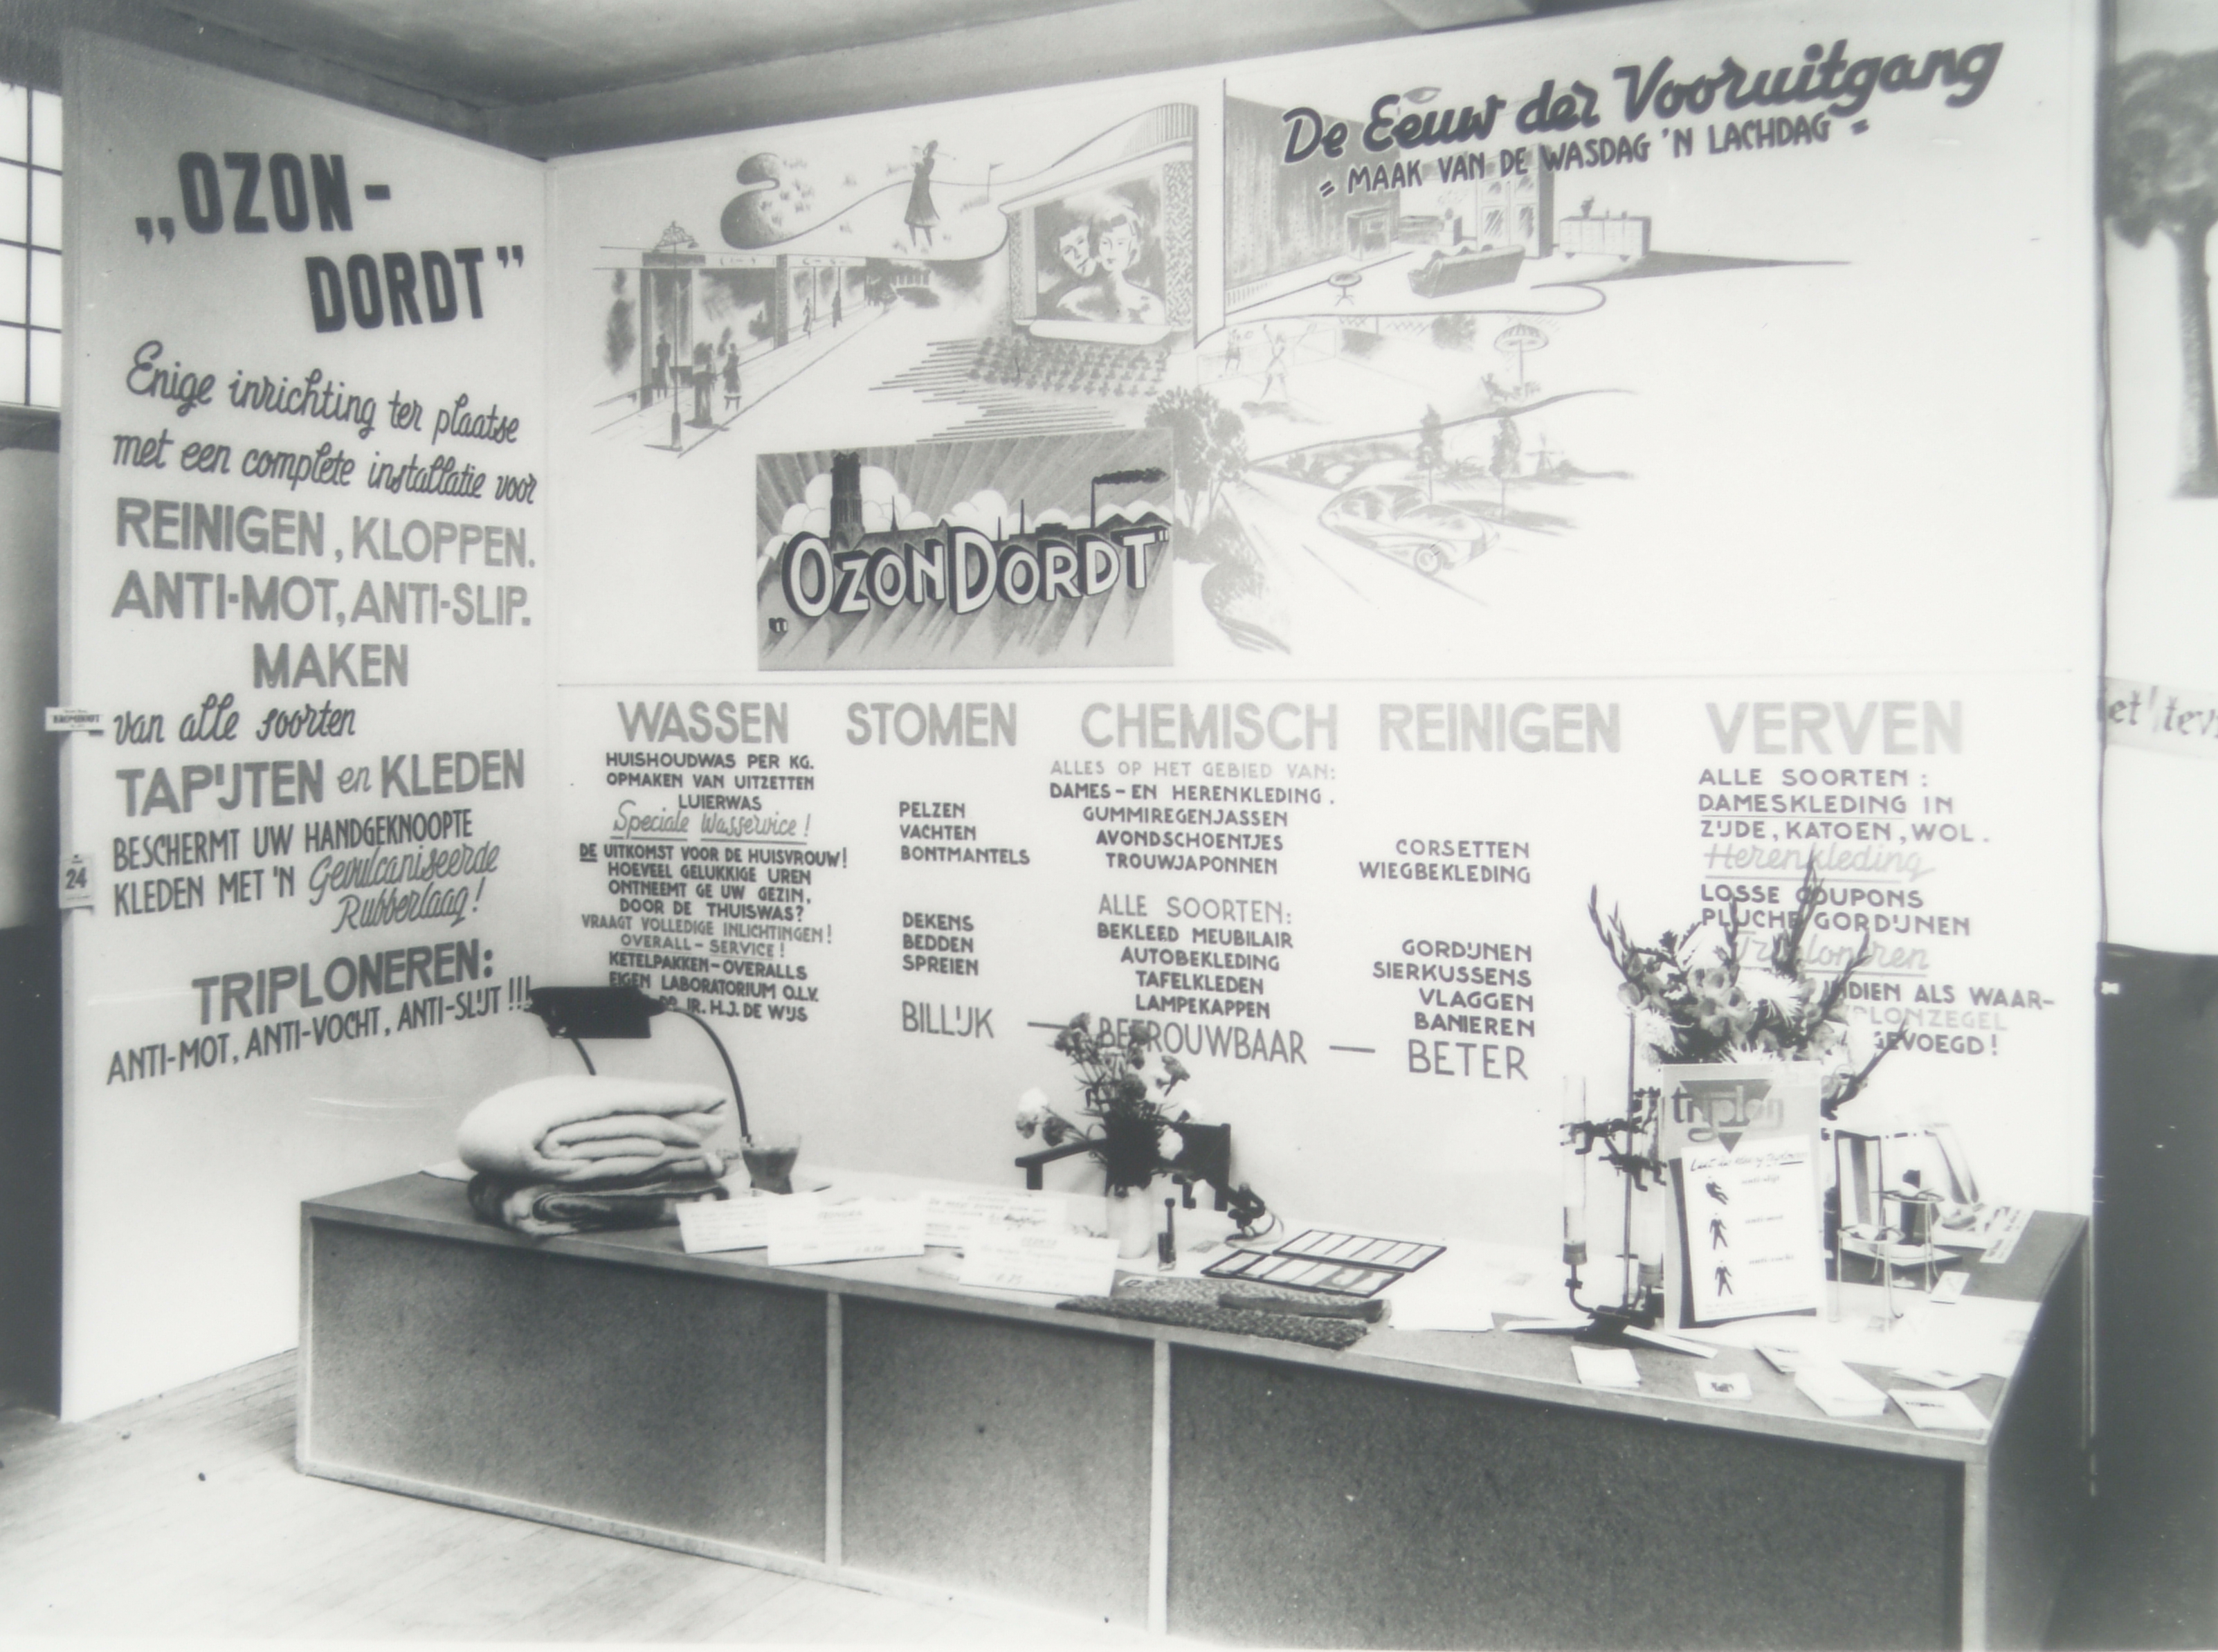 „OZON-
DORDT”
Enige inrichting ter plaatse
met een complete installatie voor
REINIGEN, KLOPPEN.
ANTI-MOT, ANTI-SLIP.
MAKEN
van alle soorten
TAPIJTEN en KLEDEN
BESCHERMT UW HANDGEKNOOPTE
KLEDEN MET 'N Gevulcaniseerde
Rubberlaag!
TRIPLONEREN:
ANTI-MOT, ANTI-VOCHT, ANTI-SLIJT!!!
24
De Eeuw der Vooruitgang
= MAAK VAN DE WASDAG 'N LACHDAG =
„OZON DORDT"
WASSEN
HUISHOUDWAS PER KG.
OPMAKEN VAN UITZETTEN
LUIERWAS
Speciale Wasservice!
DE UITKOMST VOOR DE HUISVROUW!
HOEVEEL GELUKKIGE UREN
ONTNEEMT GE UW GEZIN,
DOOR DE THUISWAS?
VRAAGT VOLLEDIGE INLICHTINGEN!
OVERALL-SERVICE!
KETELPAKKEN-OVERALLS
EIGEN LABORATORIUM O.L.V.
DR. IR. H.J. DE WIJS
STOMEN
PELZEN
VACHTEN
BONTMANTELS
DEKENS
BEDDEN
SPREIEN
CHEMISCH REINIGEN
ALLES OP HET GEBIED VAN:
DAMES-EN HERENKLEDING.
GUMMIREGENJASSEN
AVONDSCHOENTJES
TROUWJAPONNEN
ALLE SOORTEN:
BEKLEED MEUBILAIR
AUTOBEKLEDING
TAFELKLEDEN
LAMPEKAPPEN
CORSETTEN
WIEGBEKLEDING
GORDIJNEN
SIERKUSSENS
VLAGGEN
BANIEREN
BILLIJK — BETROUWBAAR — BETER
VERVEN
ALLE SOORTEN:
DAMESKLEDING IN
ZIJDE, KATOEN, WOL.
Herenkleding
LOSSE COUPONS
PLUCHE GORDIJNEN
Triploneren
INDIEN ALS WAAR-
PLONZEGEL
GEVOEGD!
triplon